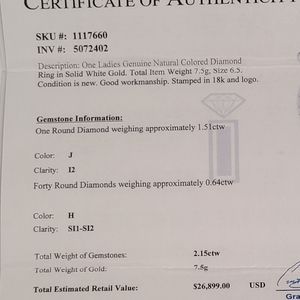 CERTIFICATE OF AUTHENTICITY
SKU #: 1117660
INV #: 5072402
Description: One Ladies Genuine Natural Colored Diamond
Ring in Solid White Gold. Total Item Weight 7.5g, Size 6.5.
Condition is new. Good workmanship. Stamped in 18k and logo.
Gemstone Information:
One Round Diamond weighing approximately 1.51ctw
Color: J
Clarity: I2
Forty Round Diamonds weighing approximately 0.64ctw
Color: H
Clarity: SI1-SI2
Total Weight of Gemstones: 2.15ctw
Total Weight of Gold: 7.8g
Total Estimated Retail Value: $26,899.00 USD
Gra